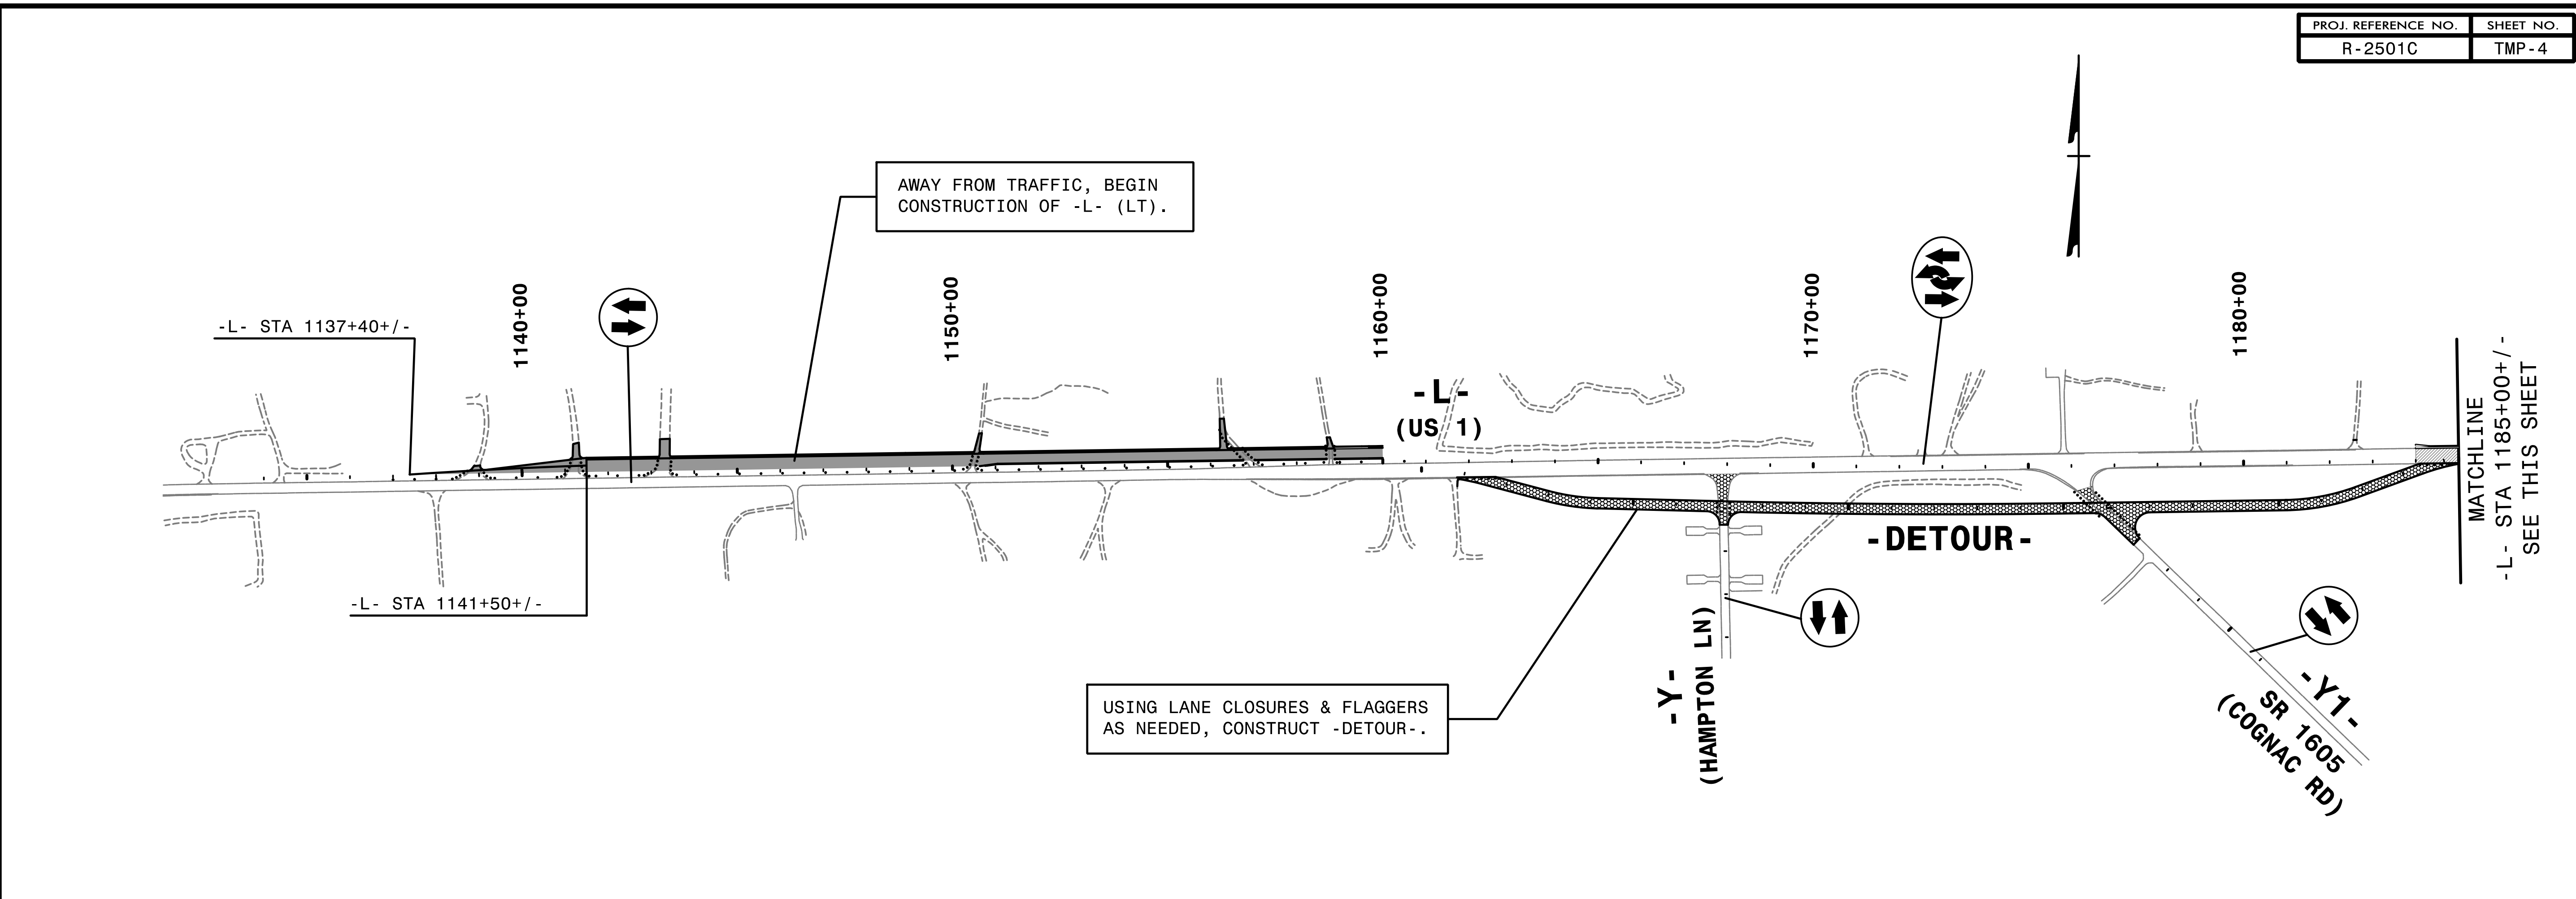 PROJ. REFERENCE NO. SHEET NO.
R-2501C TMP-4
AWAY FROM TRAFFIC, BEGIN
CONSTRUCTION OF -L- (LT).
-L- STA 1137+40+/-
1140+00
1150+00
1160+00
1170+00
1180+00
-L-
(US 1)
MATCHLINE
-L- STA 1185+00+/-
SEE THIS SHEET
-DETOUR-
-L- STA 1141+50+/-
USING LANE CLOSURES & FLAGGERS
AS NEEDED, CONSTRUCT -DETOUR-.
-Y-
(HAMPTON LN)
-Y1-
SR 1605
(COGNAC RD)